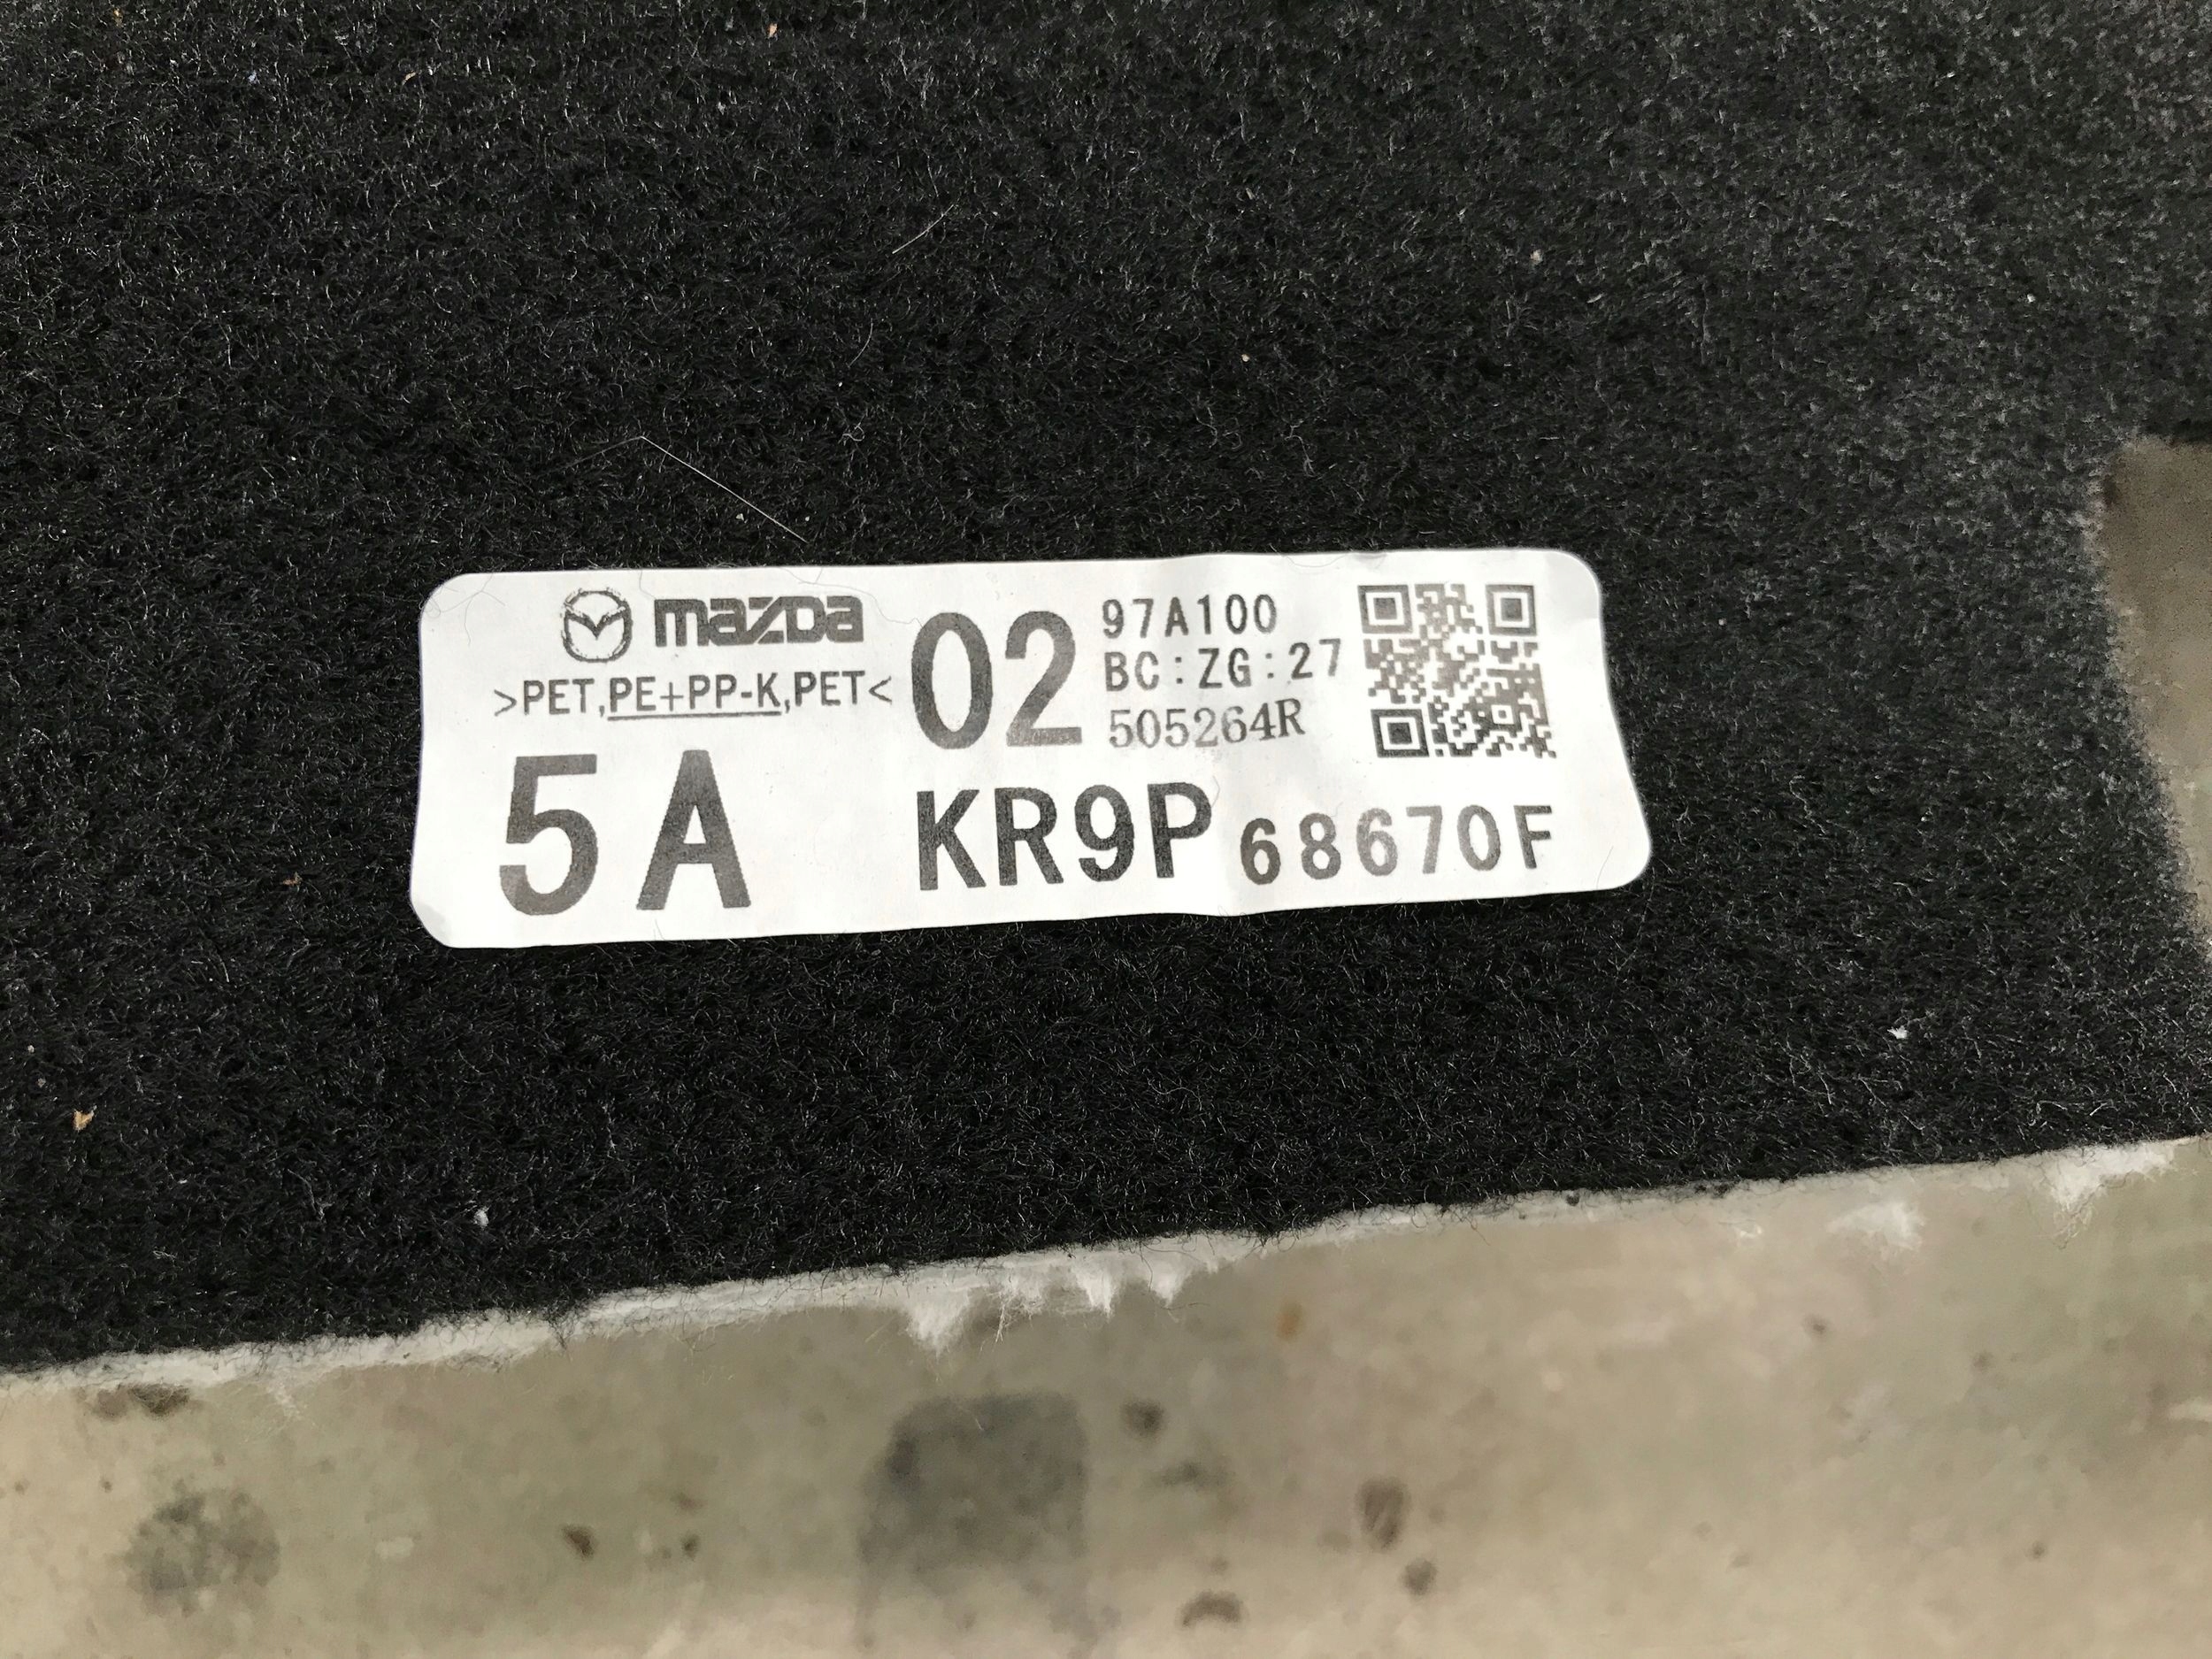 mazda
>PET,PE+PP-K,PET<
02
97A100
BC:ZG:27
505264R
5A
KR9P 68670F